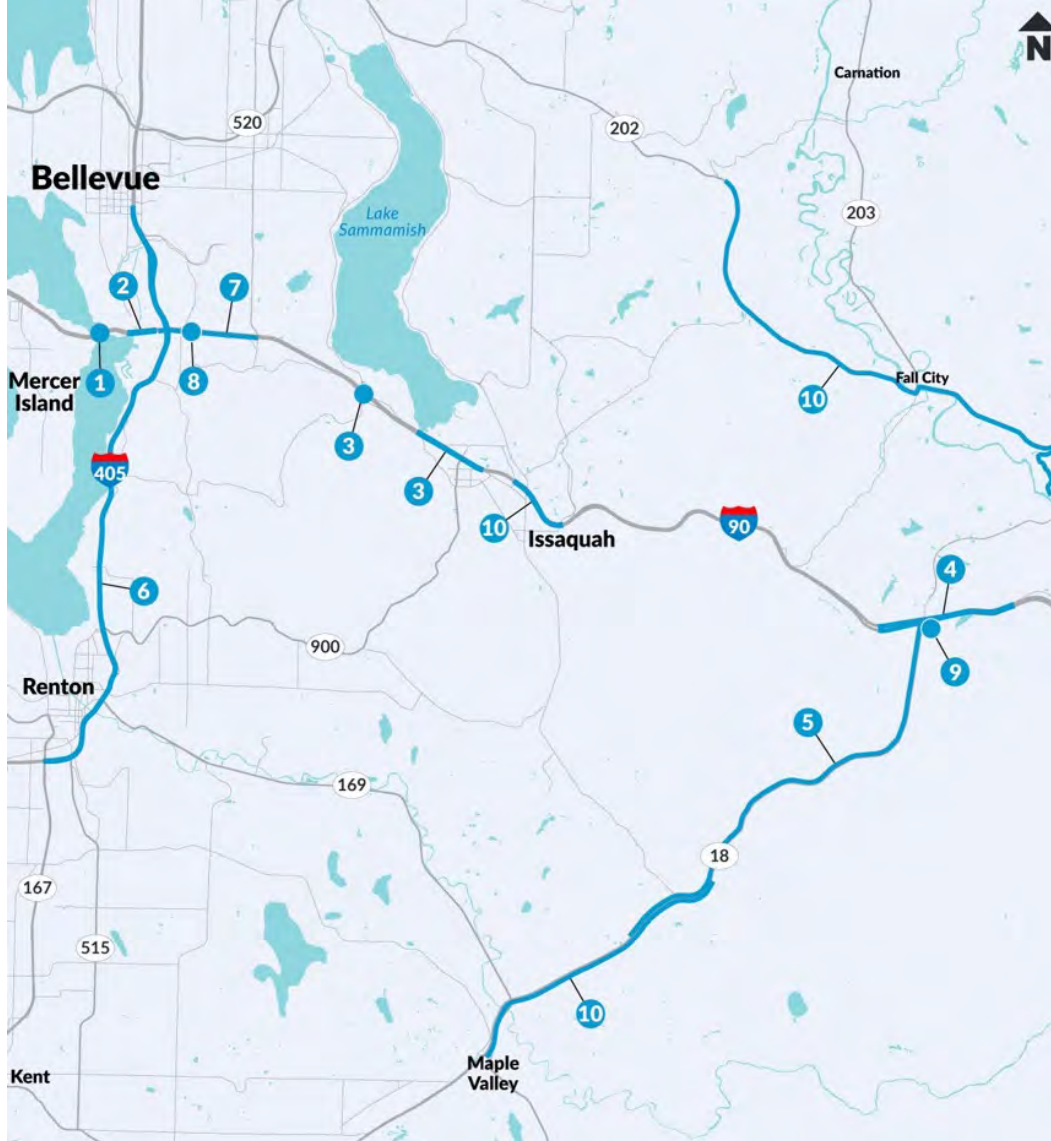 N
Carnation
520
202
Bellevue
203
Lake
Sammamish
2
7
1
8
Mercer
Island
Fall City
10
3
405
3
10
Issaquah
90
4
6
900
9
Renton
5
169
18
167
515
10
Maple
Valley
Kent